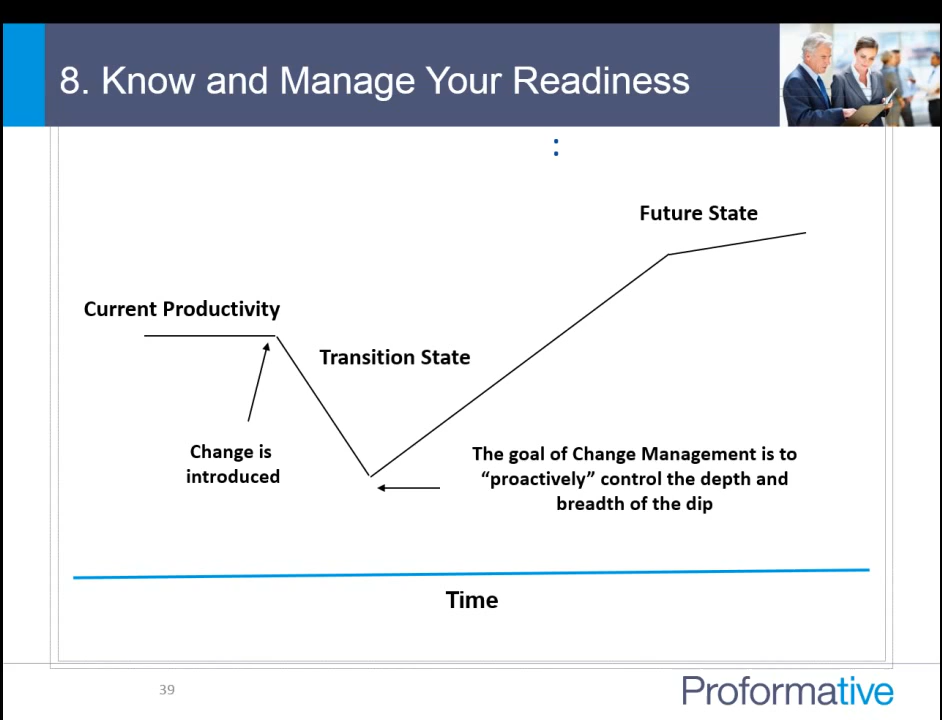 8. Know and Manage Your Readiness
:
Future State
Current Productivity
Transition State
Change is
introduced
The goal of Change Management is to
“proactively” control the depth and
breadth of the dip
Time
39
Proformative